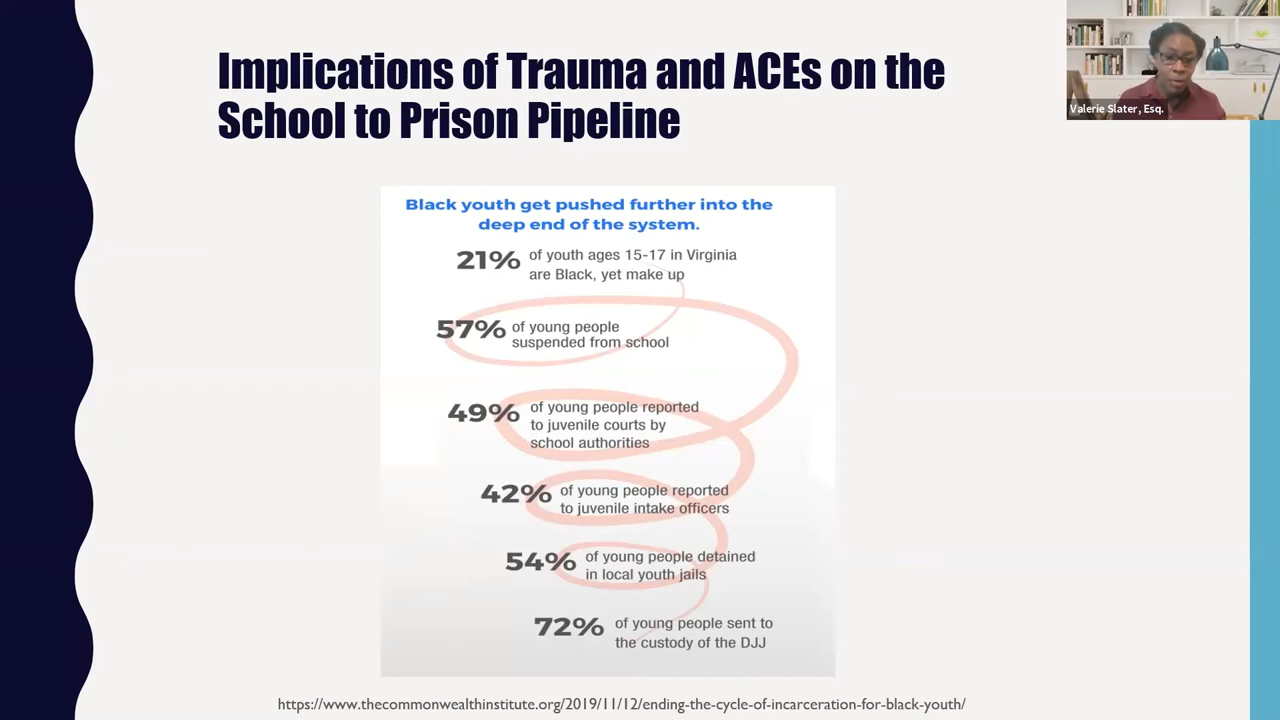 Implications of Trauma and ACEs on the
School to Prison Pipeline
Valerie Slater, Esq.
Black youth get pushed further into the
deep end of the system.
21% of youth ages 15-17 in Virginia
are Black, yet make up
57% of young people
suspended from school
49% of young people reported
to juvenile courts by
school authorities
42% of young people reported
to juvenile intake officers
54% of young people detained
in local youth jails
72% of young people sent to
the custody of the DJJ
https://www.thecommonwealthinstitute.org/2019/11/12/ending-the-cycle-of-incarceration-for-black-youth/